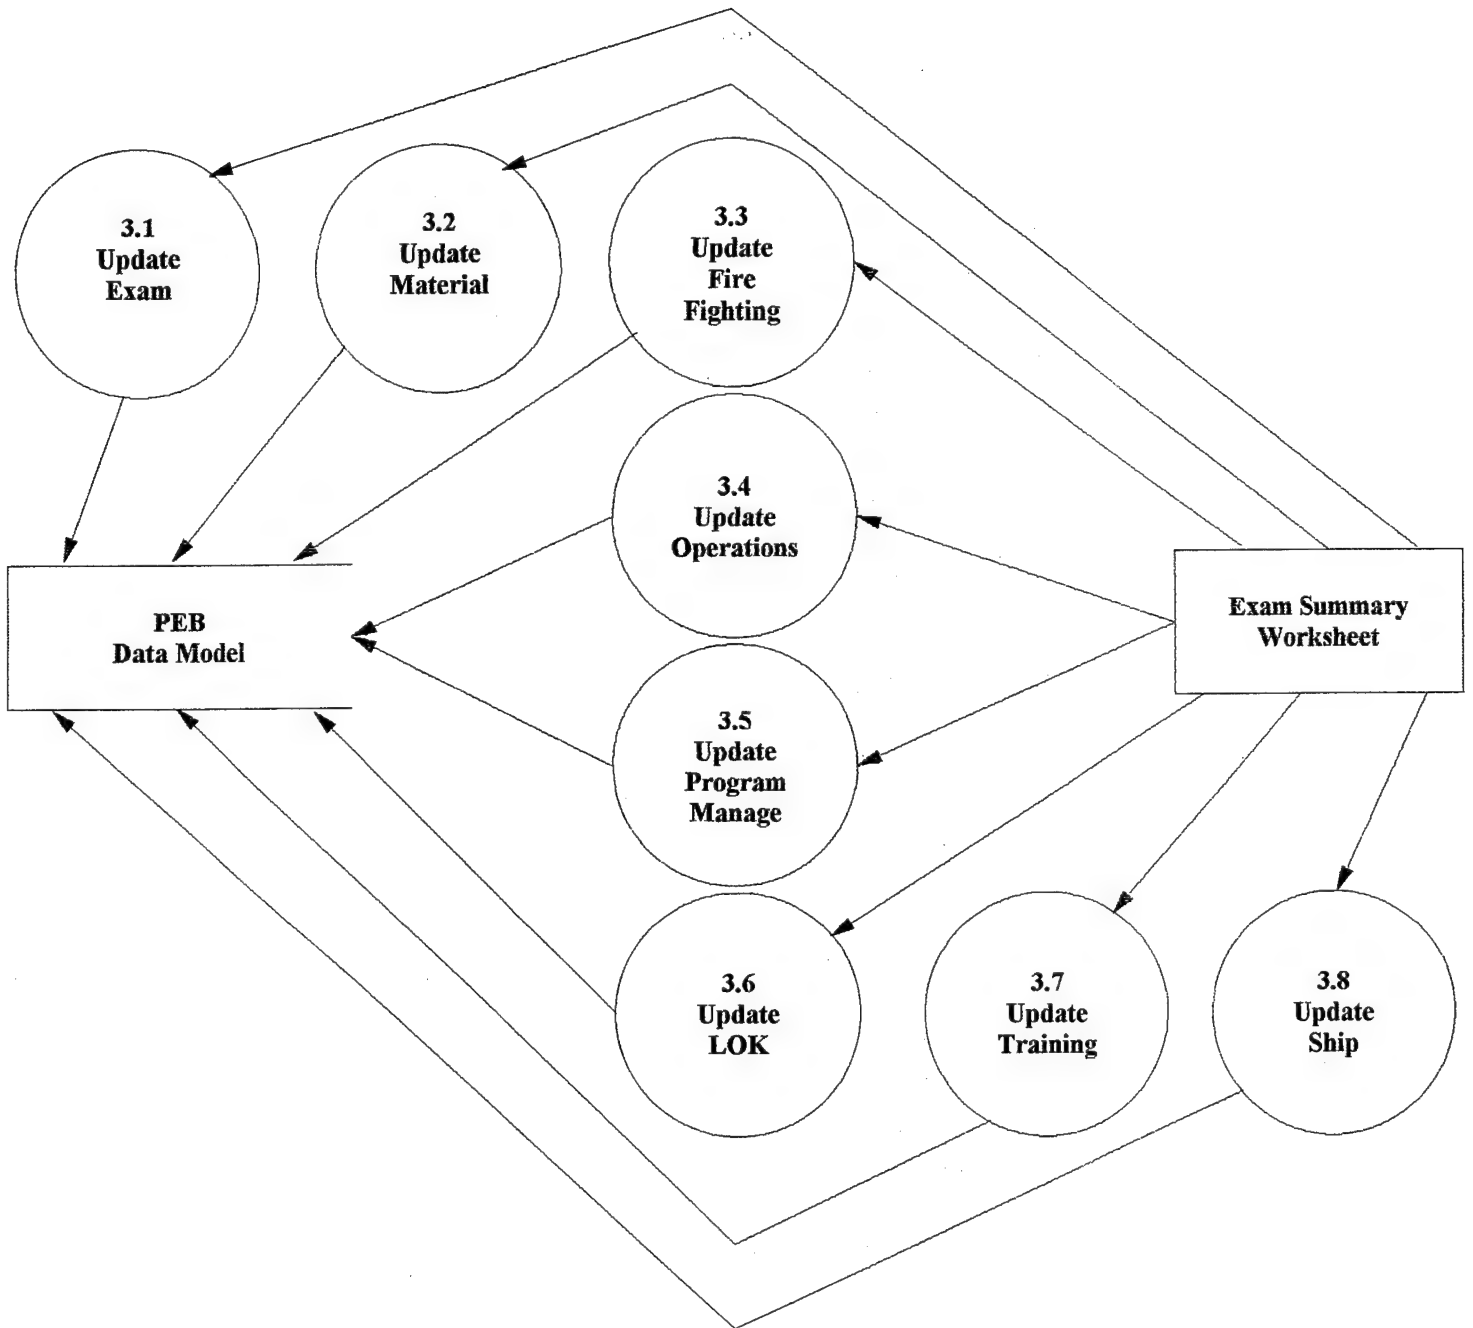 3.1
Update
Exam
3.2
Update
Material
3.3
Update
Fire
Fighting
3.4
Update
Operations
PEB
Data Model
Exam Summary
Worksheet
3.5
Update
Program
Manage
3.6
Update
LOK
3.7
Update
Training
3.8
Update
Ship